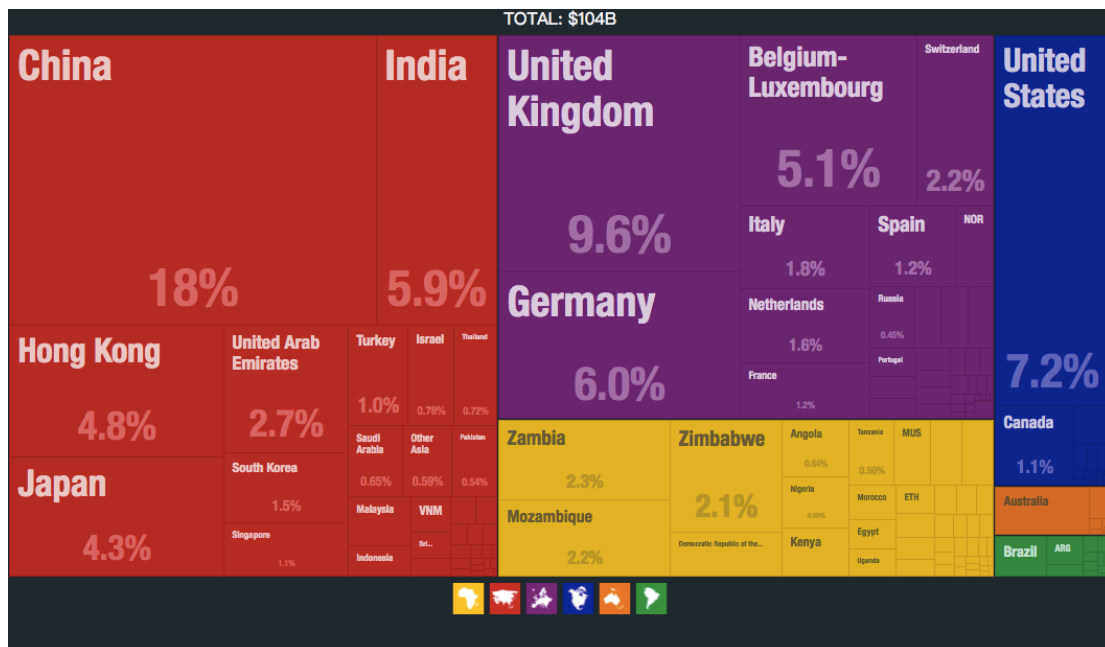 TOTAL: $104B
China
18%
India
5.9%
Hong Kong
4.8%
Japan
4.3%
United Arab
Emirates
2.7%
South Korea
1.5%
Singapore
1.1%
Turkey
1.0%
Israel
0.78%
Thailand
0.72%
Saudi
Arabia
0.65%
Other
Asia
0.59%
Pakistan
0.54%
Malaysia
VNM
Indonesia
Sri...
United
Kingdom
9.6%
Germany
6.0%
Belgium-
Luxembourg
5.1%
Switzerland
2.2%
Italy
1.8%
Spain
1.2%
NOR
Netherlands
1.6%
Russia
0.45%
France
1.2%
Portugal
Zambia
2.3%
Mozambique
2.2%
Zimbabwe
2.1%
Democratic Republic of the...
Angola
0.64%
Nigeria
Kenya
Tanzania
0.50%
MUS
Morocco
ETH
Egypt
Uganda
United
States
7.2%
Canada
1.1%
Australia
Brazil
ARG